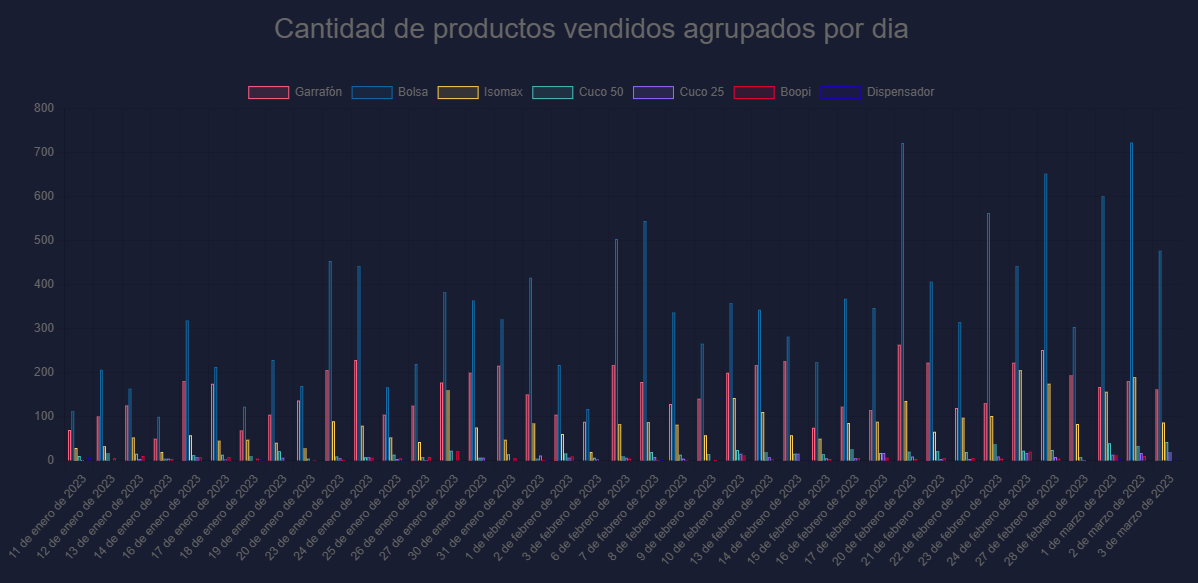 Cantidad de productos vendidos agrupados por dia
Garrafón Bolsa Isomax Cuco 50 Cuco 25 Boopi Dispensador
800
700
600
500
400
300
200
100
0
11 de enero de 2023
12 de enero de 2023
13 de enero de 2023
14 de enero de 2023
16 de enero de 2023
17 de enero de 2023
18 de enero de 2023
19 de enero de 2023
20 de enero de 2023
23 de enero de 2023
24 de enero de 2023
25 de enero de 2023
26 de enero de 2023
27 de enero de 2023
30 de enero de 2023
31 de enero de 2023
1 de febrero de 2023
2 de febrero de 2023
3 de febrero de 2023
6 de febrero de 2023
7 de febrero de 2023
8 de febrero de 2023
9 de febrero de 2023
10 de febrero de 2023
13 de febrero de 2023
14 de febrero de 2023
15 de febrero de 2023
16 de febrero de 2023
17 de febrero de 2023
20 de febrero de 2023
21 de febrero de 2023
22 de febrero de 2023
23 de febrero de 2023
24 de febrero de 2023
27 de febrero de 2023
28 de febrero de 2023
1 de marzo de 2023
2 de marzo de 2023
3 de marzo de 2023